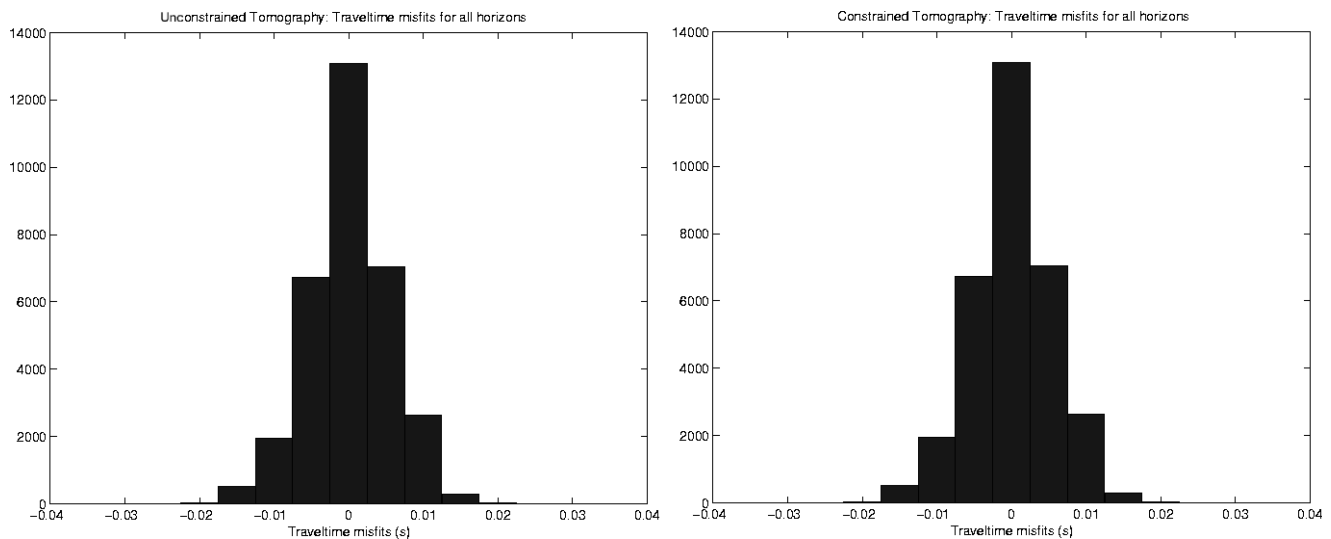 Unconstrained Tomography: Traveltime misfits for all horizons
14000
12000
10000
8000
6000
4000
2000
0
−0.04 −0.03 −0.02 −0.01 0 0.01 0.02 0.03 0.04
Traveltime misfits (s)
Constrained Tomography: Traveltime misfits for all horizons
14000
12000
10000
8000
6000
4000
2000
0
−0.04 −0.03 −0.02 −0.01 0 0.01 0.02 0.03 0.04
Traveltime misfits (s)